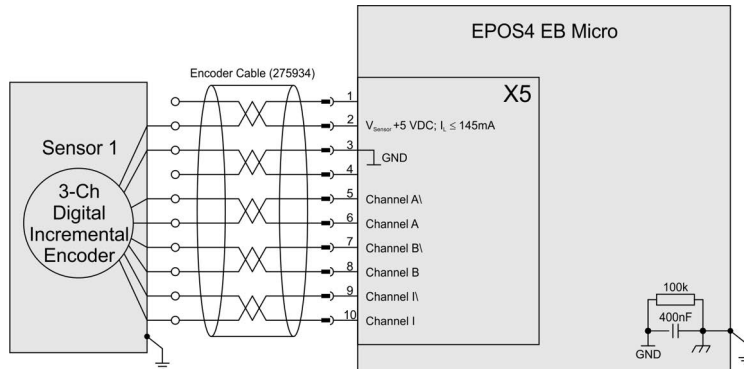 EPOS4 EB Micro
Encoder Cable (275934)
X5
1
2
V_Sensor +5 VDC; I_L ≤ 145mA
3
GND
4
5
Channel A\
6
Channel A
7
Channel B\
8
Channel B
9
Channel I\
10
Channel I
Sensor 1
3-Ch
Digital
Incremental
Encoder
100k
400nF
GND